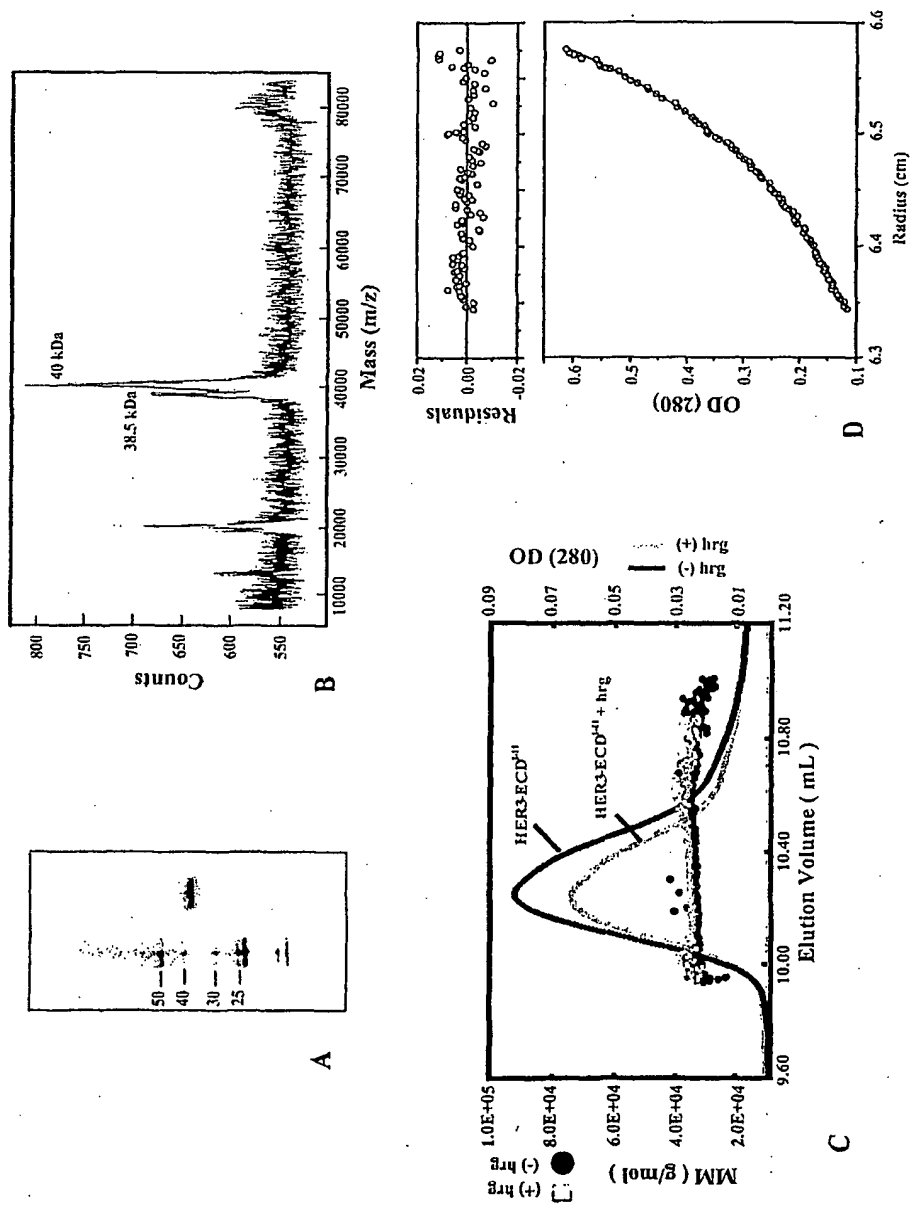 A
50
40
30
25
B
Counts
800
750
700
650
600
550
40 kDa
38.5 kDa
10000 20000 30000 40000 50000 60000 70000 80000
Mass (m/z)
C
(+) hrg
(-) hrg
MM ( g/mol )
1.0E+05
8.0E+04
6.0E+04
4.0E+04
2.0E+04
HER3-ECD
HER3-ECD + hrg
OD (280)
0.09
0.07
0.05
0.03
0.01
(+) hrg
(-) hrg
9.60 10.00 10.40 10.80 11.20
Elution Volume ( mL )
D
Residuals
0.02
0.00
-0.02
OD (280)
0.6
0.5
0.4
0.3
0.2
0.1
6.3 6.4 6.5 6.6
Radius (cm)